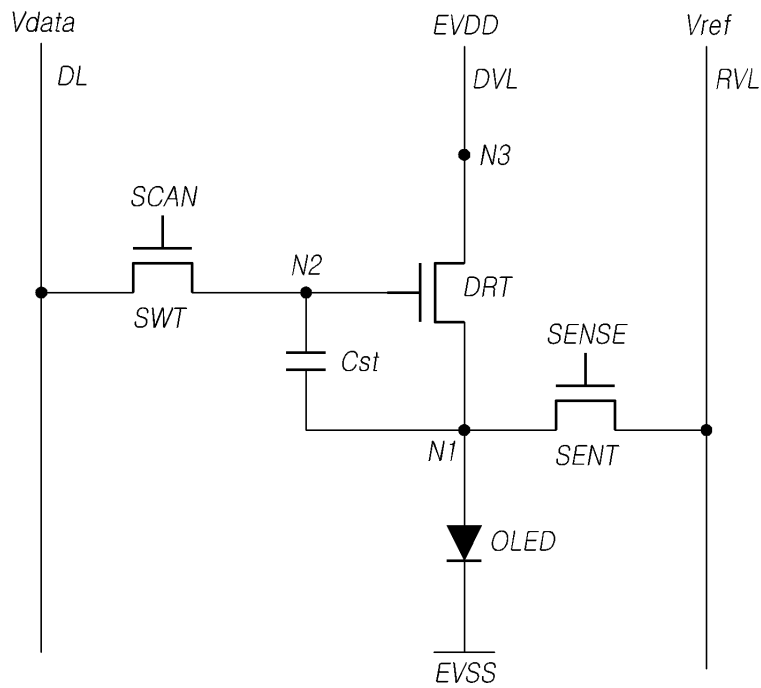 Vdata
EVDD
Vref
DL
DVL
RVL
N3
SCAN
N2
DRT
SWT
SENSE
Cst
N1
SENT
OLED
EVSS